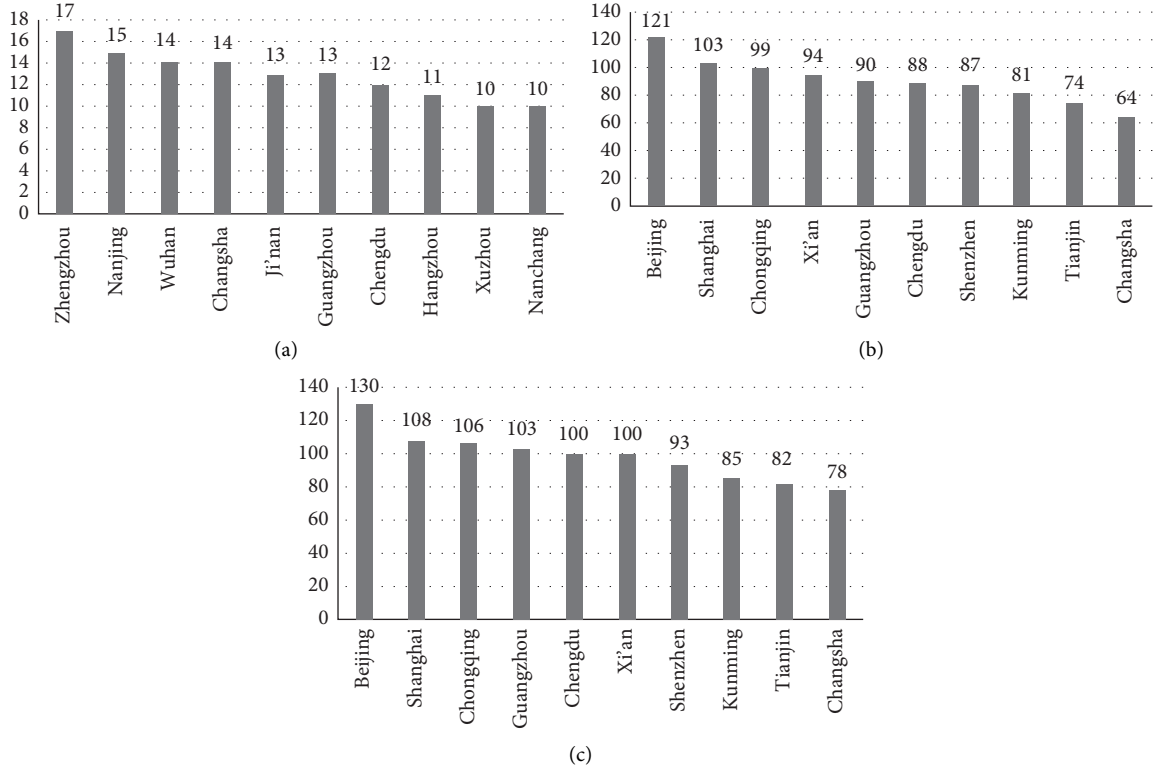 18
16
14
12
10
8
6
4
2
0
17
15
14
14
13
13
12
11
10
10
Zhengzhou
Nanjing
Wuhan
Changsha
Ji'nan
Guangzhou
Chengdu
Hangzhou
Xuzhou
Nanchang
(a)
140
120
100
80
60
40
20
0
121
103
99
94
90
88
87
81
74
64
Beijing
Shanghai
Chongqing
Xi'an
Guangzhou
Chengdu
Shenzhen
Kunming
Tianjin
Changsha
(b)
140
120
100
80
60
40
20
0
130
108
106
103
100
100
93
85
82
78
Beijing
Shanghai
Chongqing
Guangzhou
Chengdu
Xi'an
Shenzhen
Kunming
Tianjin
Changsha
(c)